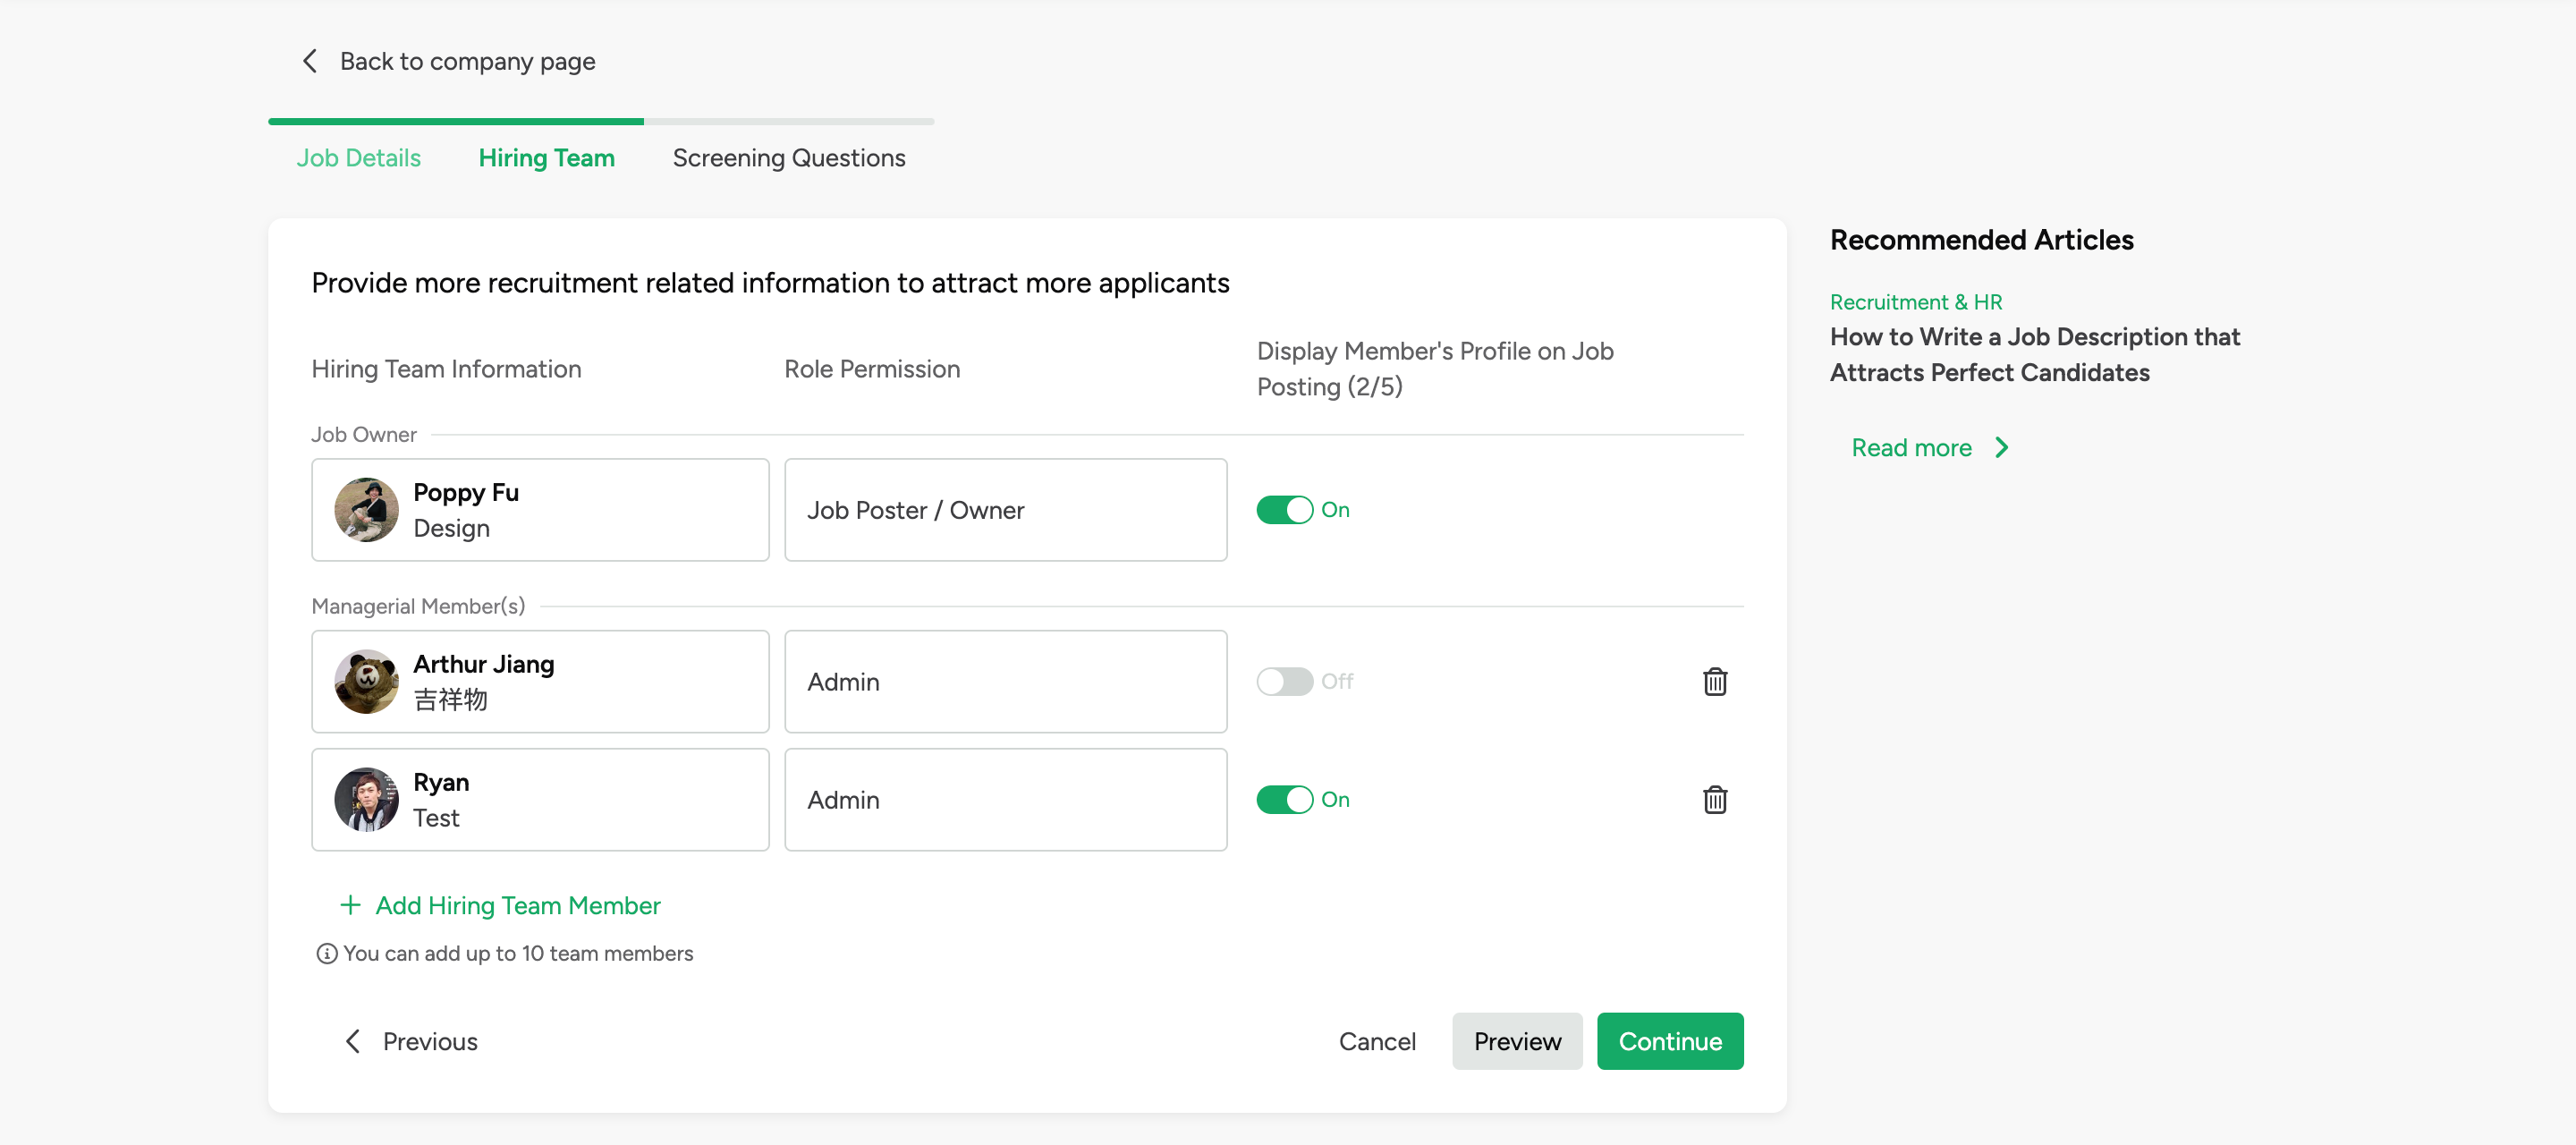 Back to company page
Job Details
Hiring Team
Screening Questions
Provide more recruitment related information to attract more applicants
Hiring Team Information
Role Permission
Display Member's Profile on Job
Posting (2/5)
Job Owner
Poppy Fu
Design
Job Poster / Owner
On
Managerial Member(s)
Arthur Jiang
吉祥物
Admin
Off
Ryan
Test
Admin
On
+ Add Hiring Team Member
You can add up to 10 team members
Previous
Cancel
Preview
Continue
Recommended Articles
Recruitment & HR
How to Write a Job Description that
Attracts Perfect Candidates
Read more